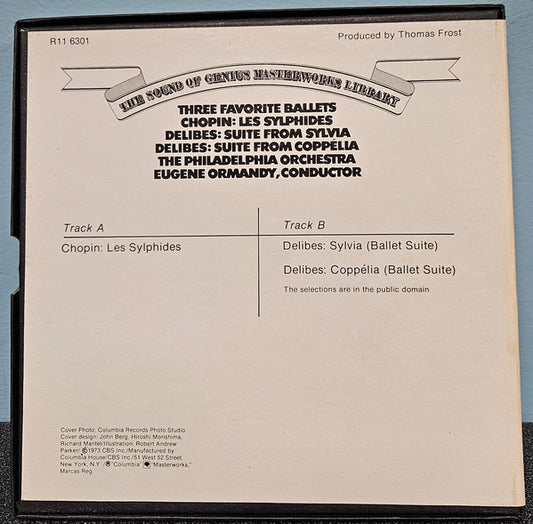 R11 6301
Produced by Thomas Frost
THE SOUND OF GENIUS MASTERWORKS LIBRARY
THREE FAVORITE BALLETS
CHOPIN: LES SYLPHIDES
DELIBES: SUITE FROM SYLVIA
DELIBES: SUITE FROM COPPÉLIA
THE PHILADELPHIA ORCHESTRA
EUGENE ORMANDY, CONDUCTOR
Track A
Chopin: Les Sylphides
Track B
Delibes: Sylvia (Ballet Suite)
Delibes: Coppélia (Ballet Suite)
The selections are in the public domain
Cover Photo: Columbia Records Photo Studio
Cover design: John Berg, Hiroshi Morishima,
Richard Mantel/Illustration: Robert Andrew
Parker/ ℗1973 CBS Inc./Manufactured by
Columbia House/CBS Inc./51 West 52 Street,
New York, N.Y. /®"Columbia" "Masterworks,"
Marcas Reg.